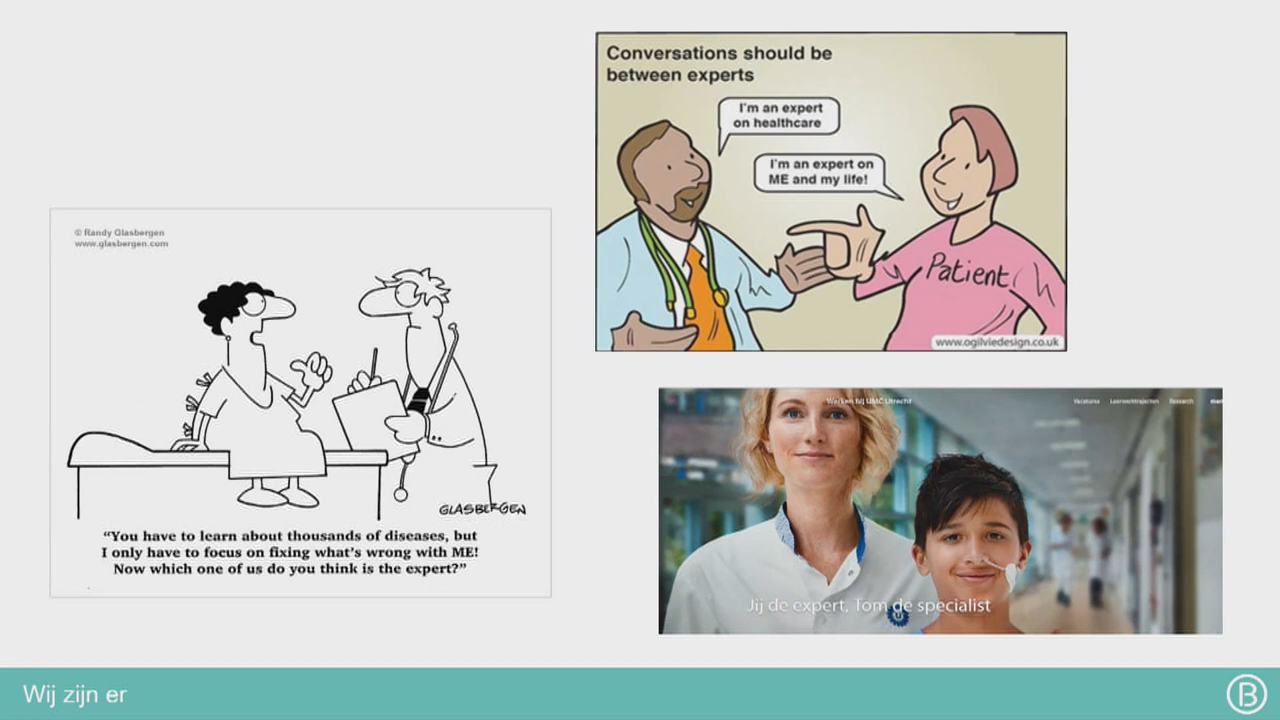 © Randy Glasbergen
www.glasbergen.com
GLASBERGEN
“You have to learn about thousands of diseases, but
I only have to focus on fixing what’s wrong with ME!
Now which one of us do you think is the expert?”
Conversations should be
between experts
I'm an expert
on healthcare
I'm an expert on
ME and my life!
Patient
www.ogilviedesign.co.uk
Werken bij UMC Utrecht
Vacatures Research
Jij de expert, Tom de specialist
Wij zijn er
B